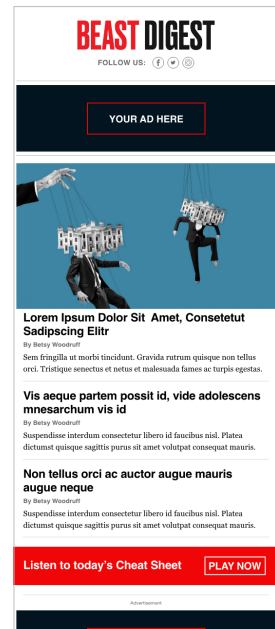 BEAST DIGEST
FOLLOW US:
YOUR AD HERE
Lorem Ipsum Dolor Sit Amet, Consetetut
Sadipscing Elitr
By Betsy Woodruff
Sem fringilla ut morbi tincidunt. Gravida rutrum quisque non tellus
orci. Tristique senectus et netus et malesuada fames ac turpis egestas.
Vis aeque partem possit id, vide adolescens
mnesarchum vis id
By Betsy Woodruff
Suspendisse interdum consectetur libero id faucibus nisl. Platea
dictumst quisque sagittis purus sit amet volutpat consequat mauris.
Non tellus orci ac auctor augue mauris
augue neque
By Betsy Woodruff
Suspendisse interdum consectetur libero id faucibus nisl. Platea
dictumst quisque sagittis purus sit amet volutpat consequat mauris.
Listen to today's Cheat Sheet PLAY NOW
Advertisement